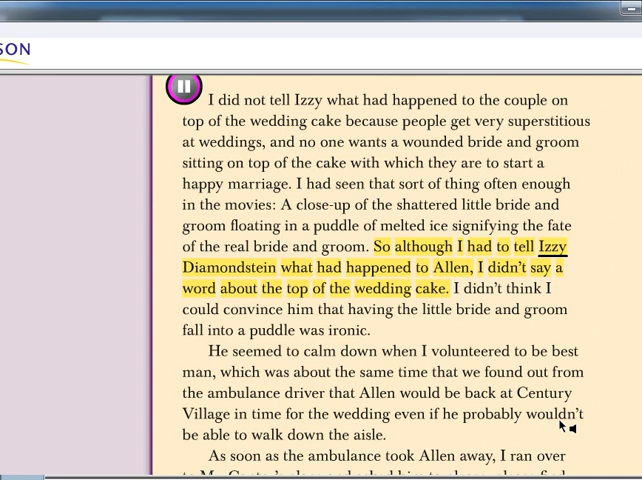 SON
I did not tell Izzy what had happened to the couple on
top of the wedding cake because people get very superstitious
at weddings, and no one wants a wounded bride and groom
sitting on top of the cake with which they are to start a
happy marriage. I had seen that sort of thing often enough
in the movies: A close-up of the shattered little bride and
groom floating in a puddle of melted ice signifying the fate
of the real bride and groom. So although I had to tell Izzy
Diamondstein what had happened to Allen, I didn't say a
word about the top of the wedding cake. I didn't think I
could convince him that having the little bride and groom
fall into a puddle was ironic.
He seemed to calm down when I volunteered to be best
man, which was about the same time that we found out from
the ambulance driver that Allen would be back at Century
Village in time for the wedding even if he probably wouldn't
be able to walk down the aisle.
As soon as the ambulance took Allen away, I ran over